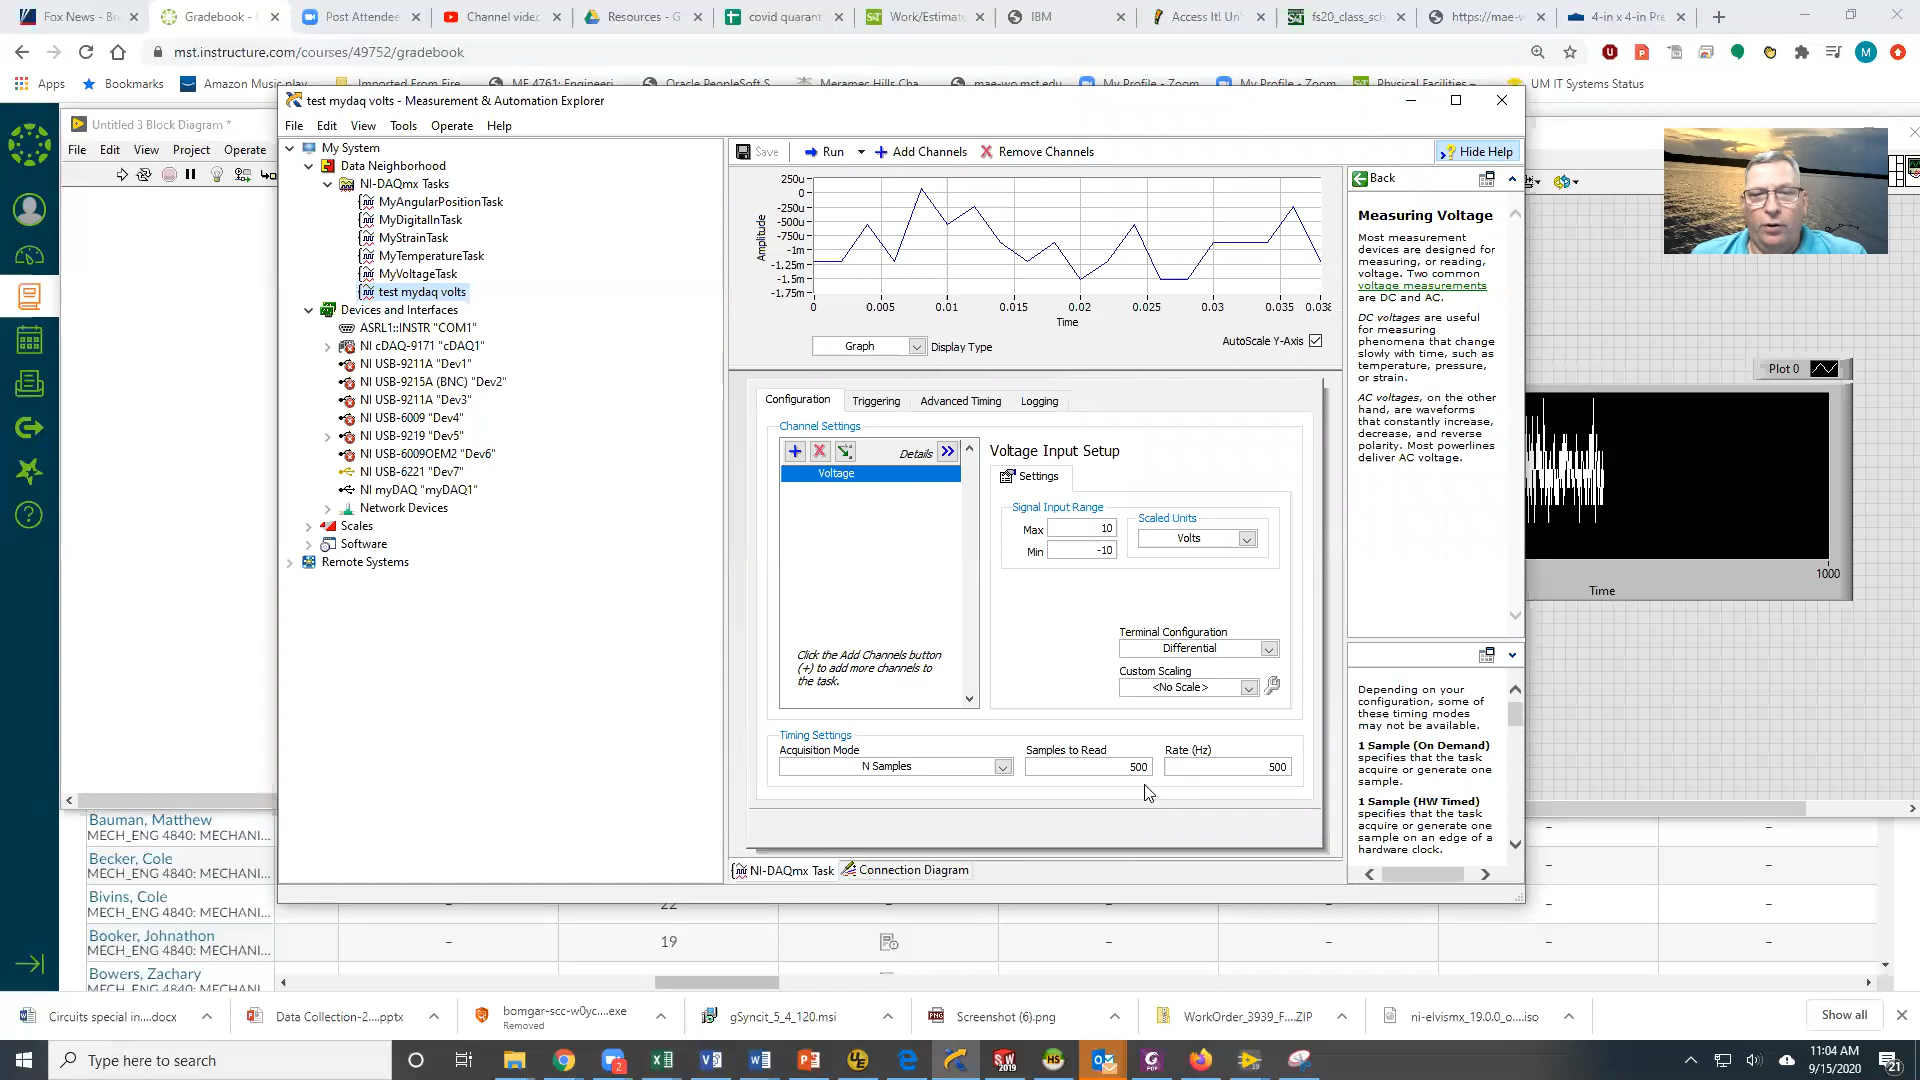 Fox News - B
Gradebook -
Post Attendee
Channel video
Resources - G
covid quarant
Work/Estimat
IBM
Access It! Un
fs20_class_sch
https://mae-w
4-in x 4-in Pre
mst.instructure.com/courses/49752/gradebook
M
Apps
Bookmarks
Amazon Music play
Imported From Fire
ME 4761: Engineeri
Oracle PeopleSoft S
Meramec Hills Cha
mae-wo.mst.edu
My Profile - Zoom
My Profile - Zoom
Physical Facilities –
UM IT Systems Status
Untitled 3 Block Diagram *
File Edit View Project Operate
test mydaq volts - Measurement & Automation Explorer
File Edit View Tools Operate Help
My System
Data Neighborhood
NI-DAQmx Tasks
MyAngularPositionTask
MyDigitalInTask
MyStrainTask
MyTemperatureTask
MyVoltageTask
test mydaq volts
Devices and Interfaces
ASRL1::INSTR "COM1"
NI cDAQ-9171 "cDAQ1"
NI USB-9211A "Dev1"
NI USB-9215A (BNC) "Dev2"
NI USB-9211A "Dev3"
NI USB-6009 "Dev4"
NI USB-9219 "Dev5"
NI USB-6009OEM2 "Dev6"
NI USB-6221 "Dev7"
NI myDAQ "myDAQ1"
Network Devices
Scales
Software
Remote Systems
Save Run Add Channels Remove Channels
Hide Help
250u
0
-250u
-500u
-750u
-1m
-1.25m
-1.5m
-1.75m
Amplitude
0 0.005 0.01 0.015 0.02 0.025 0.03 0.035 0.038
Time
Graph Display Type
AutoScale Y-Axis
Configuration Triggering Advanced Timing Logging
Channel Settings
Details
Voltage
Click the Add Channels button
(+) to add more channels to
the task.
Voltage Input Setup
Settings
Signal Input Range
Max 10
Min -10
Scaled Units
Volts
Terminal Configuration
Differential
Custom Scaling
<No Scale>
Timing Settings
Acquisition Mode Samples to Read Rate (Hz)
N Samples 500 500
NI-DAQmx Task Connection Diagram
Back
Measuring Voltage
Most measurement
devices are designed for
measuring, or reading,
voltage. Two common
voltage measurements
are DC and AC.
DC voltages are useful
for measuring
phenomena that change
slowly with time, such as
temperature, pressure,
or strain.
AC voltages, on the other
hand, are waveforms
that constantly increase,
decrease, and reverse
polarity. Most powerlines
deliver AC voltage.
Depending on your
configuration, some of
these timing modes
may not be available.
1 Sample (On Demand)
specifies that the task
acquire or generate one
sample.
1 Sample (HW Timed)
specifies that the task
acquire or generate one
sample on an edge of a
hardware clock.
Plot 0
1000
Time
Bauman, Matthew
MECH_ENG 4840: MECHANI...
Becker, Cole
MECH_ENG 4840: MECHANI...
Bivins, Cole
MECH_ENG 4840: MECHANI...
22
Booker, Johnathon
MECH_ENG 4840: MECHANI...
19
Bowers, Zachary
MECH_ENG 4840: MECHANI...
Circuits special in....docx
Data Collection-2....pptx
bomgar-scc-w0yc....exe
Removed
gSyncit_5_4_120.msi
Screenshot (6).png
WorkOrder_3939_F....ZIP
ni-elvismx_19.0.0_o....iso
Show all
Type here to search
2
2019
11:04 AM
9/15/2020
21